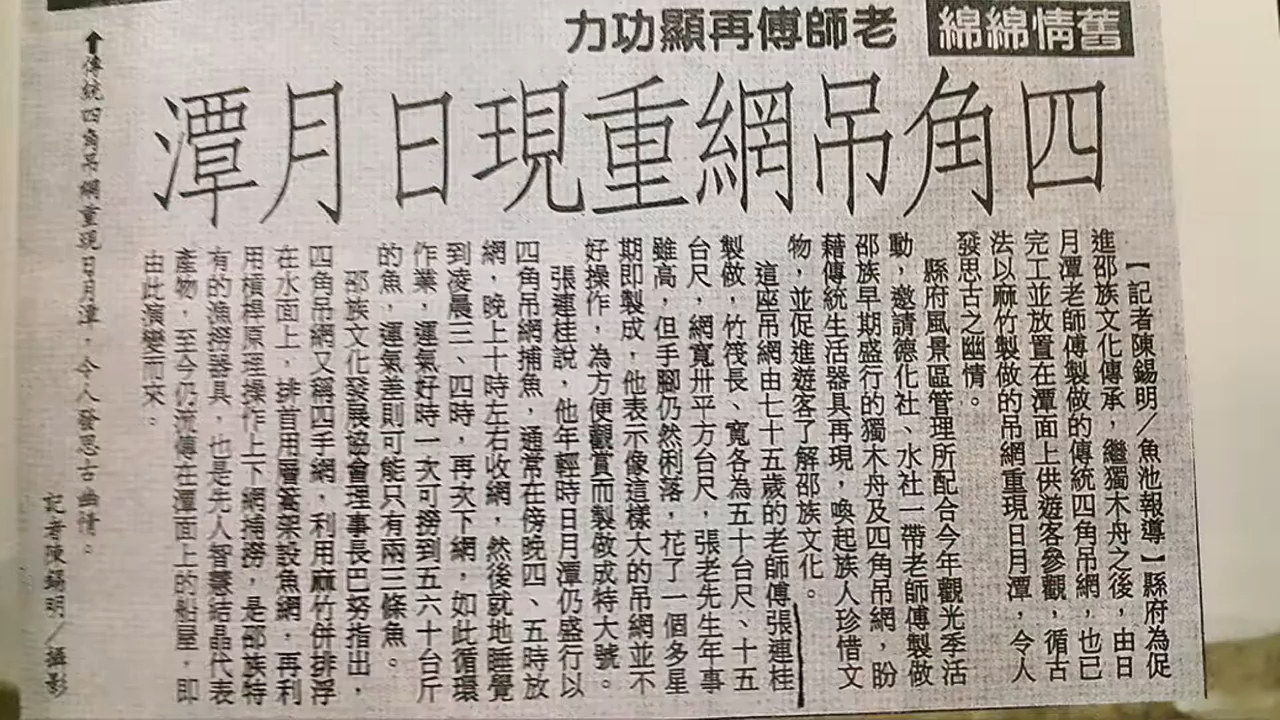 舊情綿綿 老師傅再顯功力
四角吊網重現日月潭
【記者陳錫明／魚池報導】縣府為促
進邵族文化傳承，繼獨木舟之後，由日
月潭老師傅製做的傳統四角吊網，也已
完工並放置在潭面上供遊客參觀，循古
法以麻竹製做的吊網重現日月潭，令人
發思古之幽情。
縣府風景區管理所配合今年觀光季活
動，邀請德化社、水社一帶老師傅製做
邵族早期盛行的獨木舟及四角吊網，盼
藉傳統生活器具再現，喚起族人珍惜文
物，並促進遊客了解邵族文化。
這座吊網由七十五歲的老師傅張連桂
製做，竹筏長、寬各為五十台尺、十五
台尺，網寬卅平方台尺，張老先生年事
雖高，但手腳仍然俐落，花了一個多星
期即製成，他表示像這樣大的吊網並不
好操作，為方便觀賞而製做成特大號。
張連桂說，他年輕時日月潭仍盛行以
四角吊網捕魚，通常在傍晚四、五時放
網，晚上十時左右收網，然後就地睡覺
到凌晨三、四時，再次下網，如此循環
作業，運氣好時一次可撈到五六十台斤
的魚，運氣差則可能只有兩三條魚。
邵族文化發展協會理事長巴努指出，
四角吊網又稱四手網，利用麻竹併排浮
在水面上，排首用層篙架設魚網，再利
用槓桿原理操作上下網捕撈，是邵族特
有的漁撈器具，也是先人智慧結晶代表
產物，至今仍流傳在潭面上的船屋，即
由此演變而來。
⬆傳統四角吊網重現日月潭，令人發思古幽情。
記者陳錫明／攝影